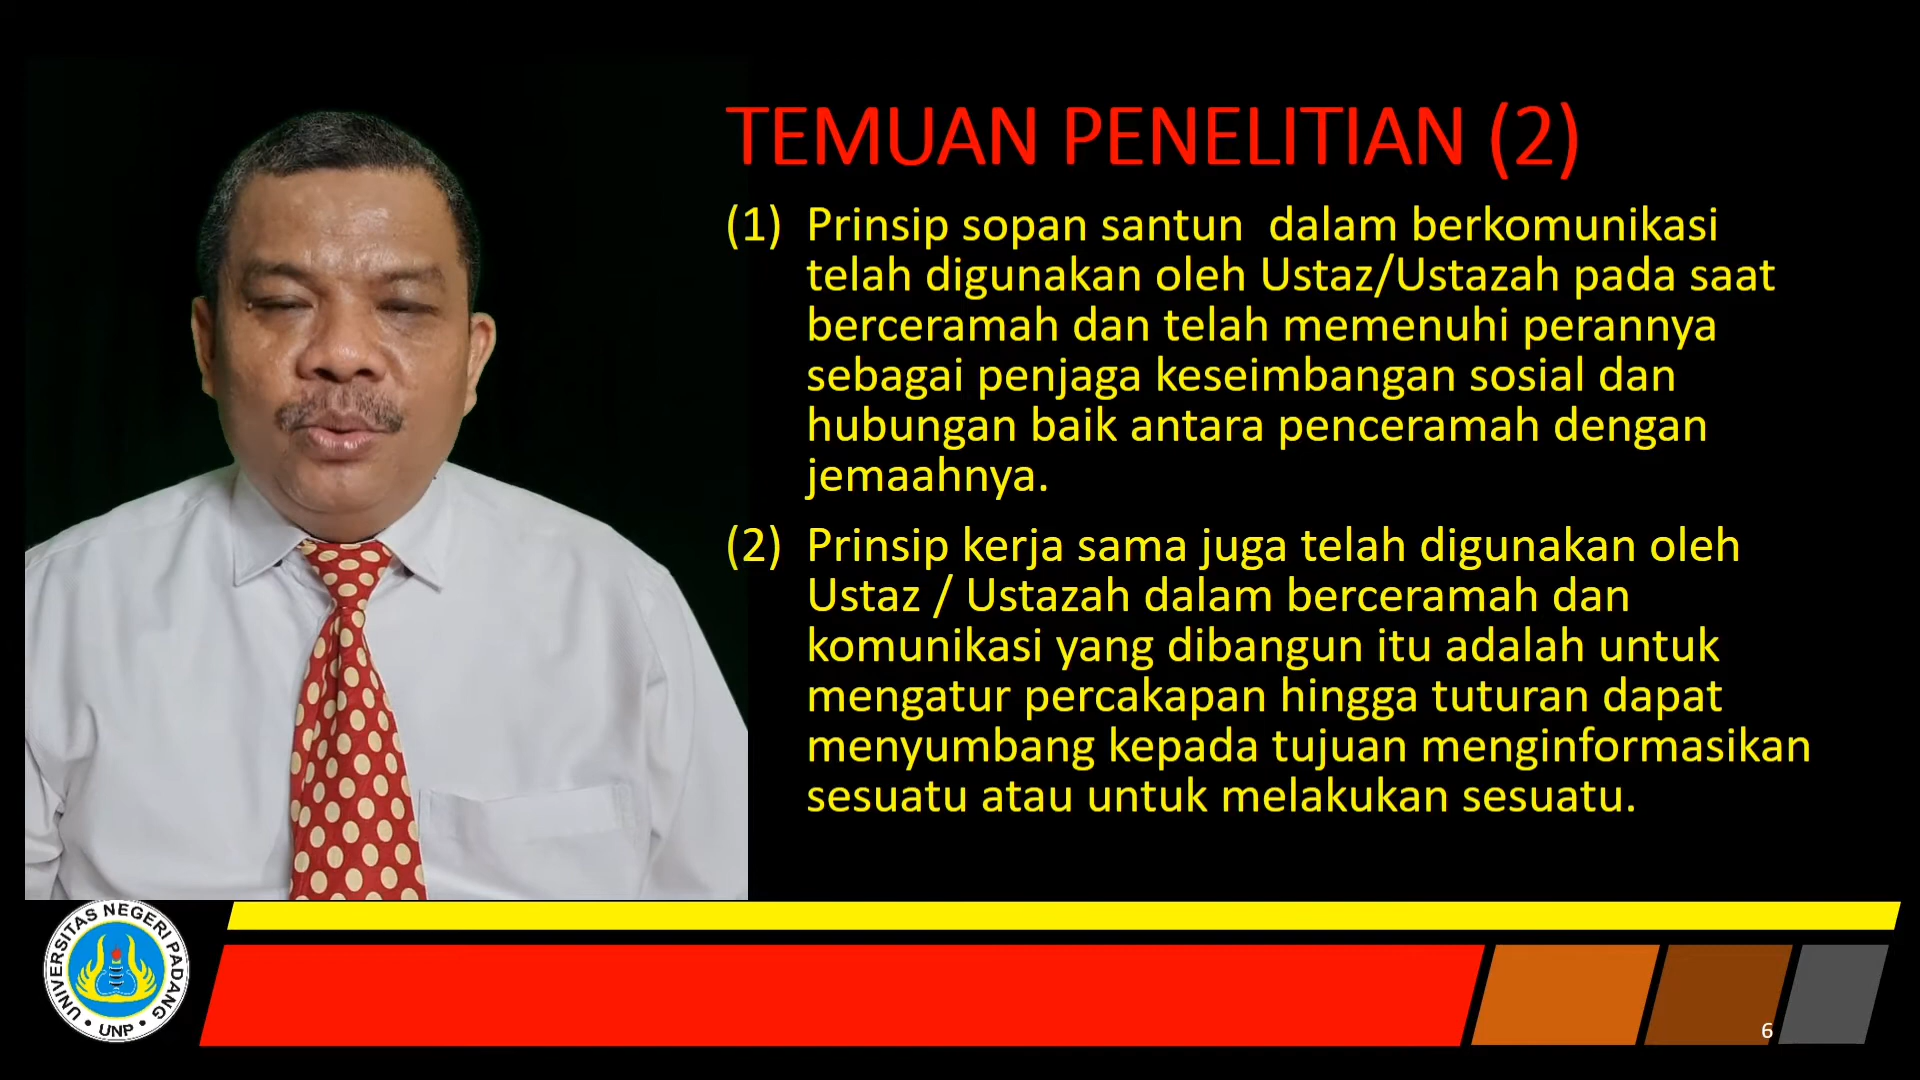 TEMUAN PENELITIAN (2)
(1) Prinsip sopan santun dalam berkomunikasi
telah digunakan oleh Ustaz/Ustazah pada saat
berceramah dan telah memenuhi perannya
sebagai penjaga keseimbangan sosial dan
hubungan baik antara penceramah dengan
jemaahnya.
(2) Prinsip kerja sama juga telah digunakan oleh
Ustaz / Ustazah dalam berceramah dan
komunikasi yang dibangun itu adalah untuk
mengatur percakapan hingga tuturan dapat
menyumbang kepada tujuan menginformasikan
sesuatu atau untuk melakukan sesuatu.
UNIVERSITAS NEGERI PADANG
• UNP •
6